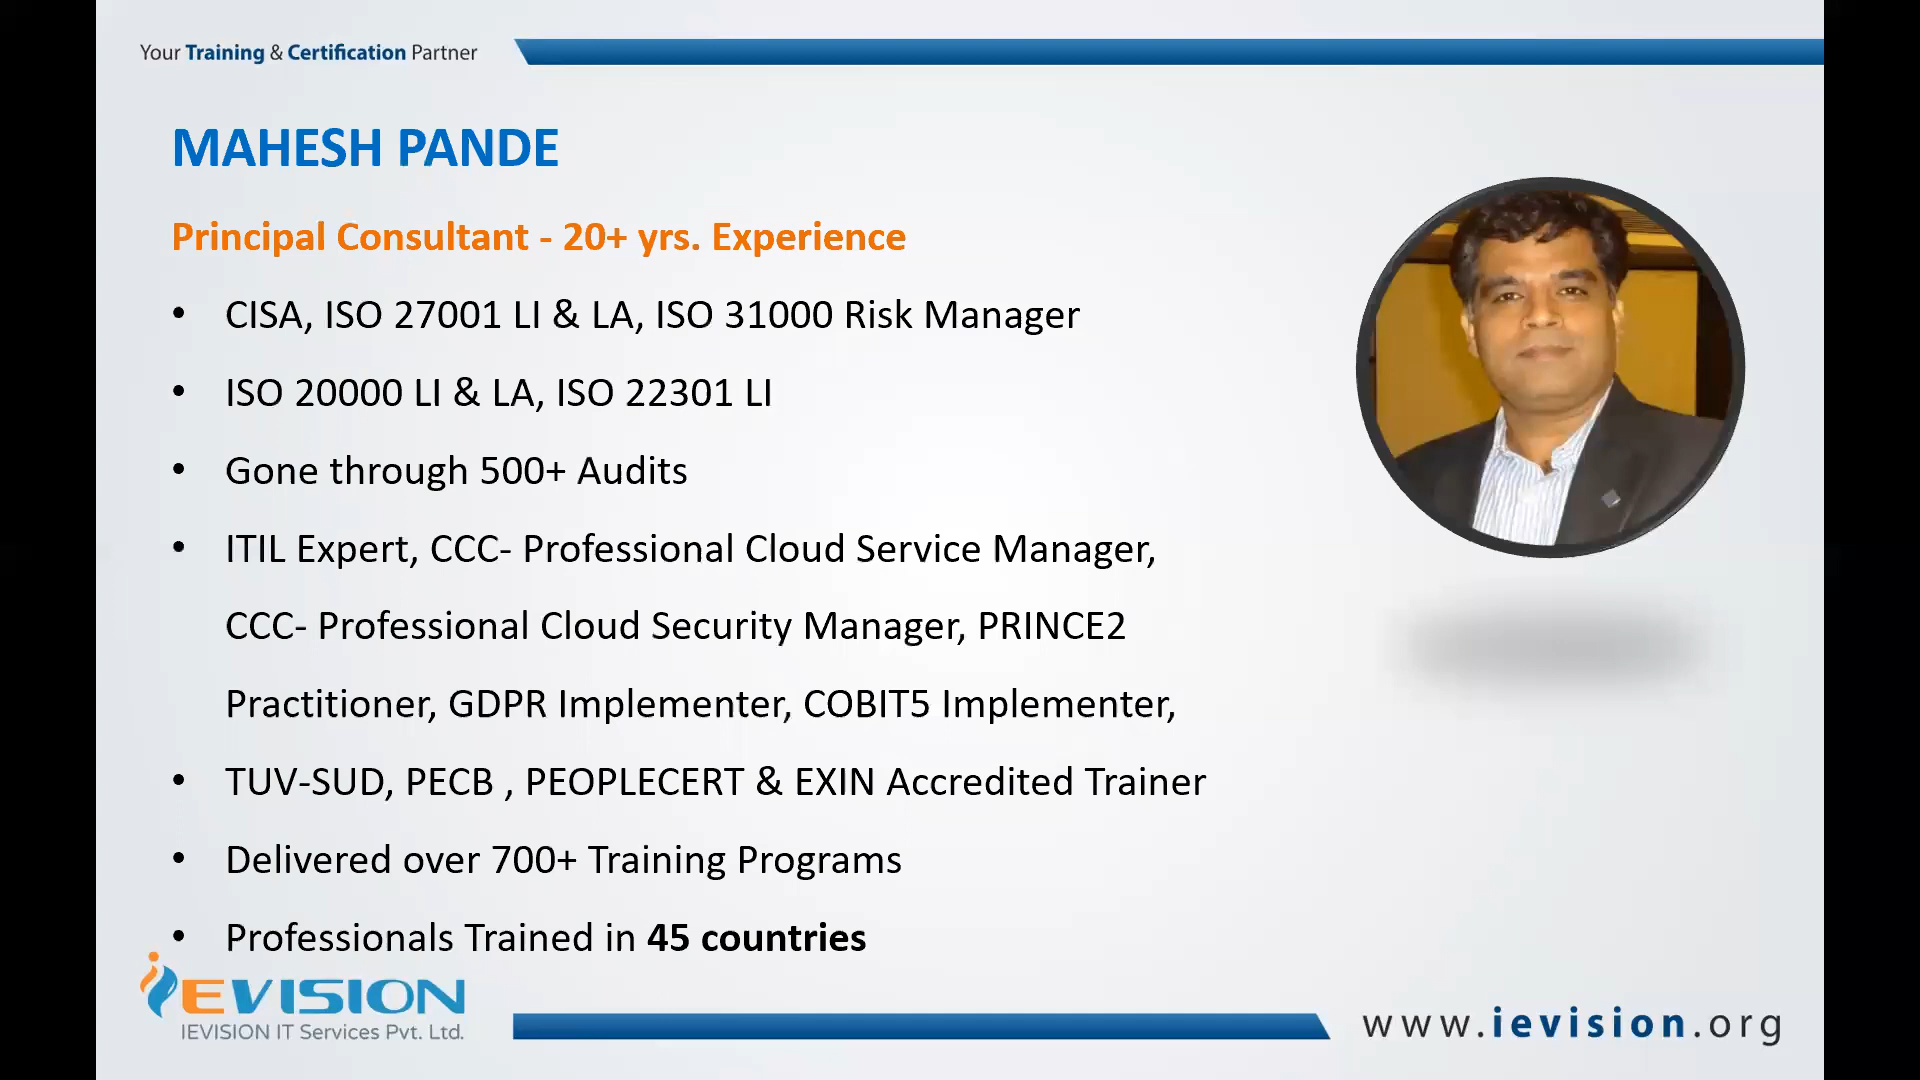 Your Training & Certification Partner
MAHESH PANDE
Principal Consultant - 20+ yrs. Experience
• CISA, ISO 27001 LI & LA, ISO 31000 Risk Manager
• ISO 20000 LI & LA, ISO 22301 LI
• Gone through 500+ Audits
• ITIL Expert, CCC- Professional Cloud Service Manager,
CCC- Professional Cloud Security Manager, PRINCE2
Practitioner, GDPR Implementer, COBIT5 Implementer,
• TUV-SUD, PECB , PEOPLECERT & EXIN Accredited Trainer
• Delivered over 700+ Training Programs
• Professionals Trained in 45 countries
iEVISION
IEVISION IT Services Pvt. Ltd.
www.ievision.org